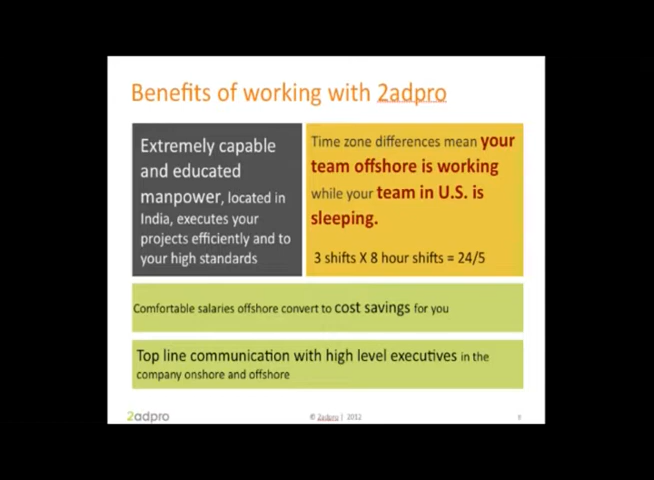 Benefits of working with 2adpro
Extremely capable
and educated
manpower, located in
India, executes your
projects efficiently and to
your high standards
Time zone differences mean your
team offshore is working
while your team in U.S. is
sleeping.
3 shifts X 8 hour shifts = 24/5
Comfortable salaries offshore convert to cost savings for you
Top line communication with high level executives in the
company onshore and offshore
2adpro
© 2adpro | 2012